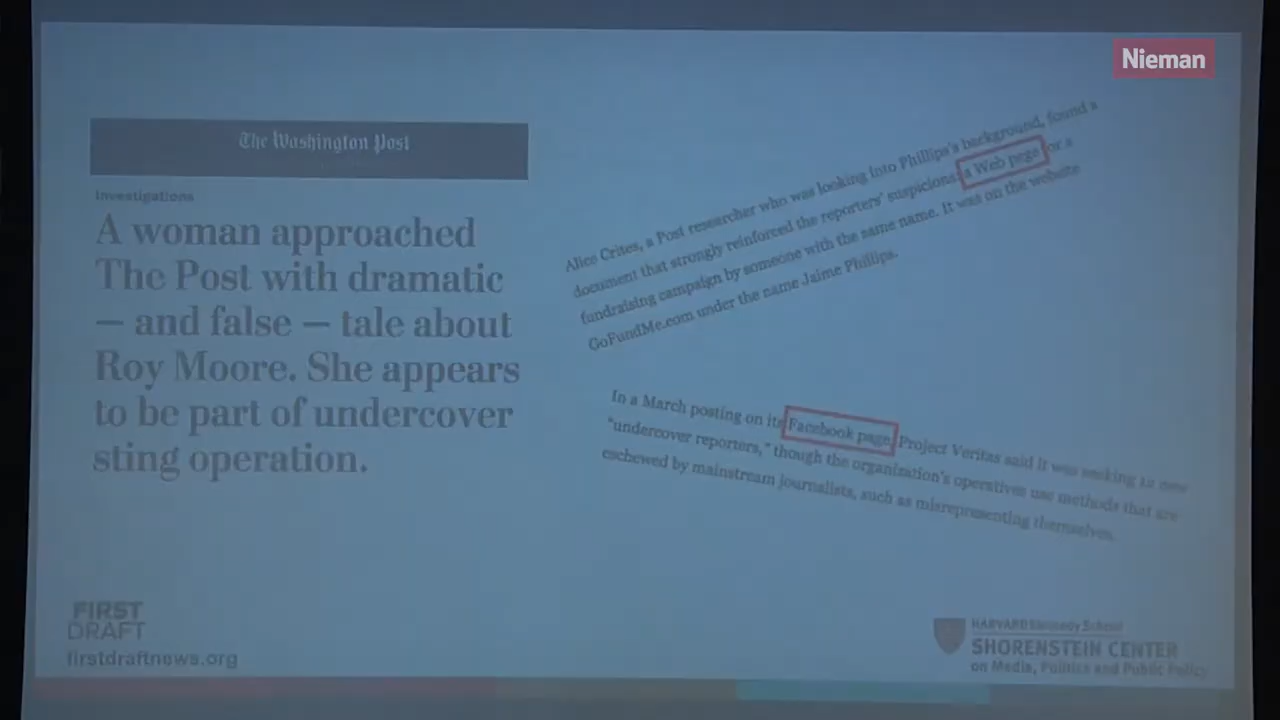 Nieman
The Washington Post
Investigations
A woman approached
The Post with dramatic
— and false — tale about
Roy Moore. She appears
to be part of undercover
sting operation.
Alice Crites, a Post researcher who was looking into Phillips's background, found a
document that strongly reinforced the reporters' suspicions: a Web page for a
fundraising campaign by someone with the same name. It was on the website
GoFundMe.com under the name Jaime Phillips.
In a March posting on its Facebook page, Project Veritas said it was seeking 12 new
"undercover reporters," though the organization's operatives use methods that are
eschewed by mainstream journalists, such as misrepresenting themselves.
FIRST
DRAFT
firstdraftnews.org
HARVARD Kennedy School
SHORENSTEIN CENTER
on Media, Politics and Public Policy